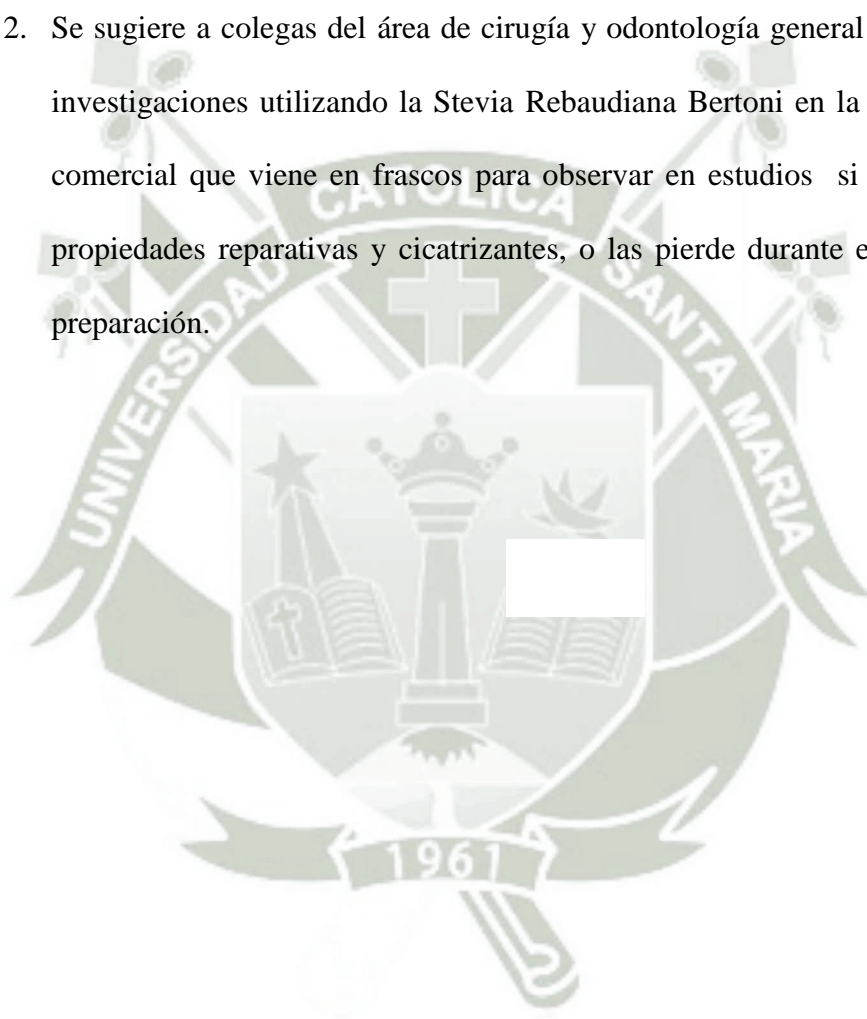 2. Se sugiere a colegas del área de cirugía y odontología general
investigaciones utilizando la Stevia Rebaudiana Bertoni en la
comercial que viene en frascos para observar en estudios si
propiedades reparativas y cicatrizantes, o las pierde durante e
preparación.
UNIVERSIDAD CATOLICA SANTA MARIA
1961